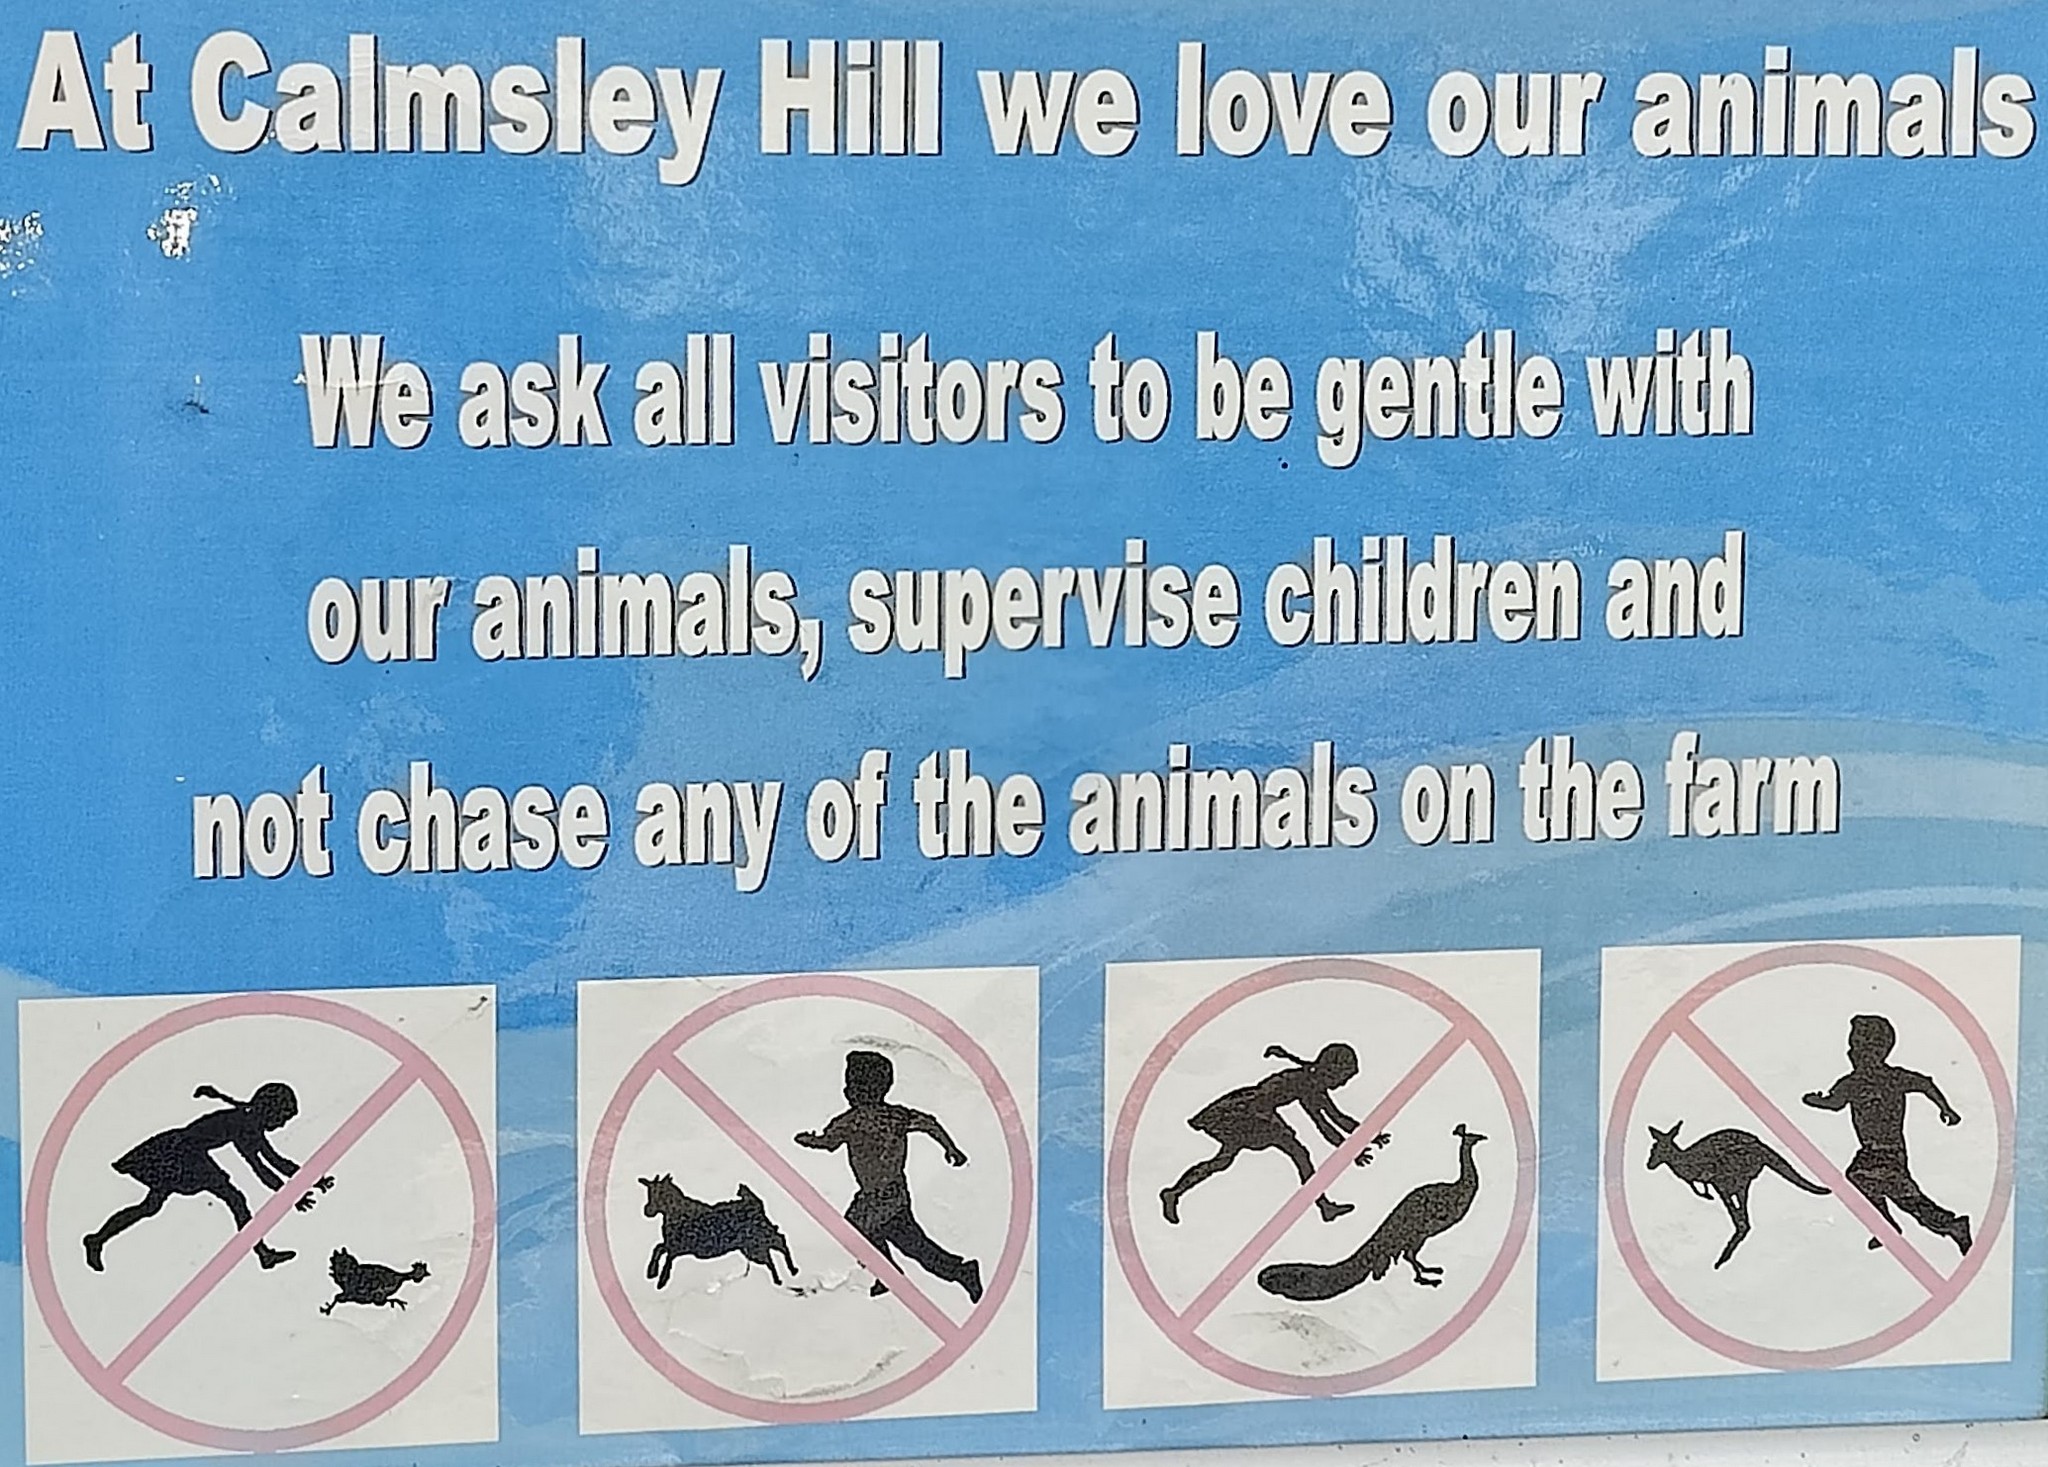 At Calmsley Hill we love our animals
We ask all visitors to be gentle with
our animals, supervise children and
not chase any of the animals on the farm